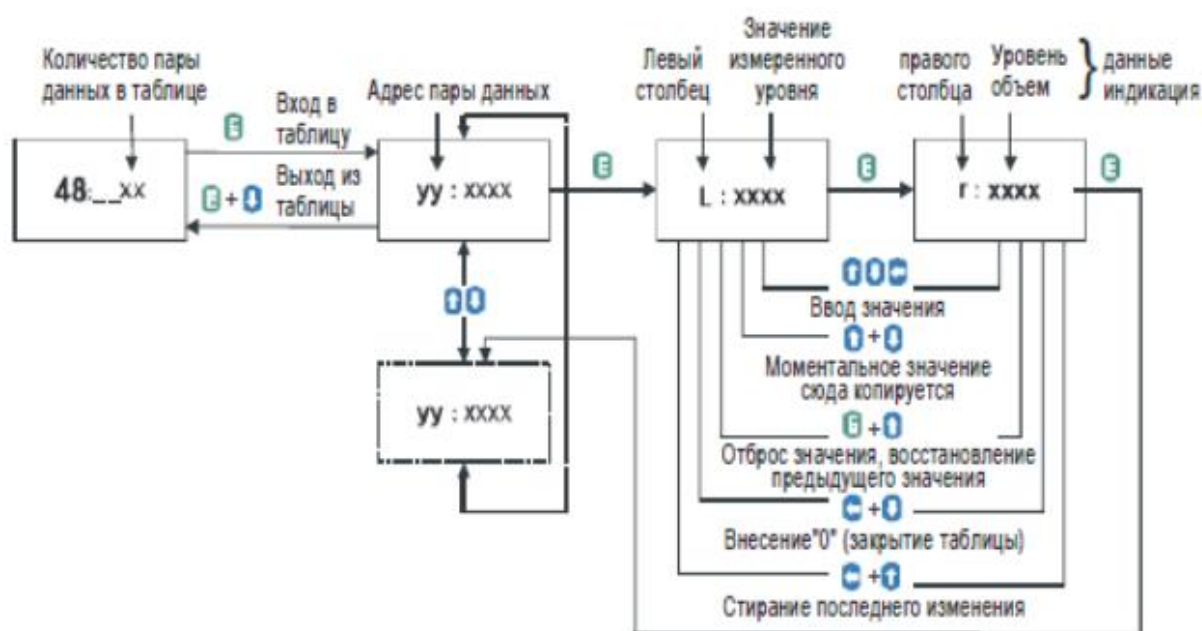 Количество пары
данных в таблице
Вход в
таблицу
Выход из
таблицы
Адрес пары данных
Левый
столбец
Значение
измеренного
уровня
правого
столбца
Уровень
объем
}
данные
индикация
E
E + ↓
48:__xx
yy : xxxx
E
L : xxxx
E
r : xxxx
E
↑ ↓
yy : xxxx
↑ ↓ ←
Ввод значения
↑ + ↓
Моментальное значение
сюда копируется
E + ↑
Отброс значения, восстановление
предыдущего значения
← + ↓
Внесение"0" (закрытие таблицы)
← + ↑
Стирание последнего изменения